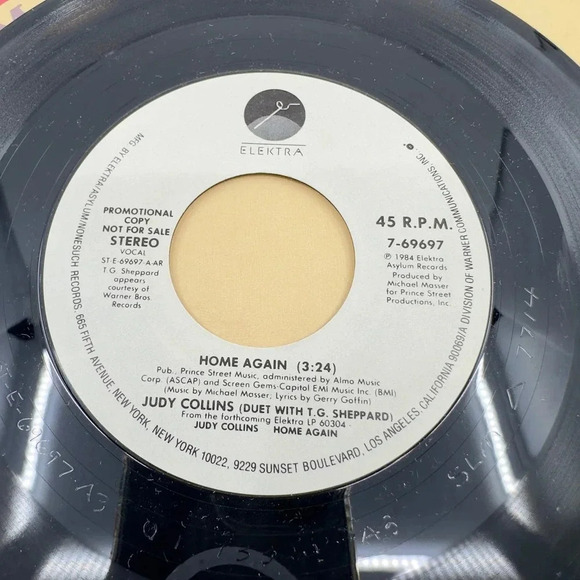 ELEKTRA
PROMOTIONAL
COPY
NOT FOR SALE
STEREO
VOCAL
ST-E-69697-A-AR
T.G. Sheppard
appears
courtesy of
Warner Bros.
Records
45 R.P.M.
7-69697
Ⓟ 1984 Elektra
Asylum Records
Produced by
Michael Masser
for Prince Street
Productions, Inc.
HOME AGAIN (3:24)
Pub., Prince Street Music, administered by Almo Music
Corp. (ASCAP) and Screen Gems-Capitol EMI Music Inc. (BMI)
(Music by Michael Masser; Lyrics by Gerry Goffin)
JUDY COLLINS (DUET WITH T.G. SHEPPARD)
From the forthcoming Elektra LP 60304
JUDY COLLINS HOME AGAIN
MFG. BY ELEKTRA/ASYLUM/NONESUCH RECORDS, 665 FIFTH AVENUE, NEW YORK, NEW YORK 10022, 9229 SUNSET BOULEVARD, LOS ANGELES, CALIFORNIA 90069/A DIVISION OF WARNER COMMUNICATIONS, INC.